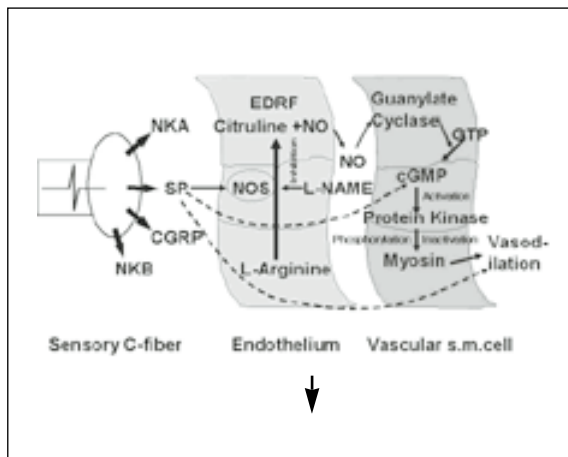 NKA
SP
CGRP
NKB
EDRF
Citruline +NO
Inhibition
NOS
L-NAME
L-Arginine
NO
Guanylate
Cyclase
GTP
cGMP
Activation
Protein Kinase
Inactivation
Myosin
Vasod-
ilation
Sensory C-fiber
Endothelium
Vascular s.m.cell